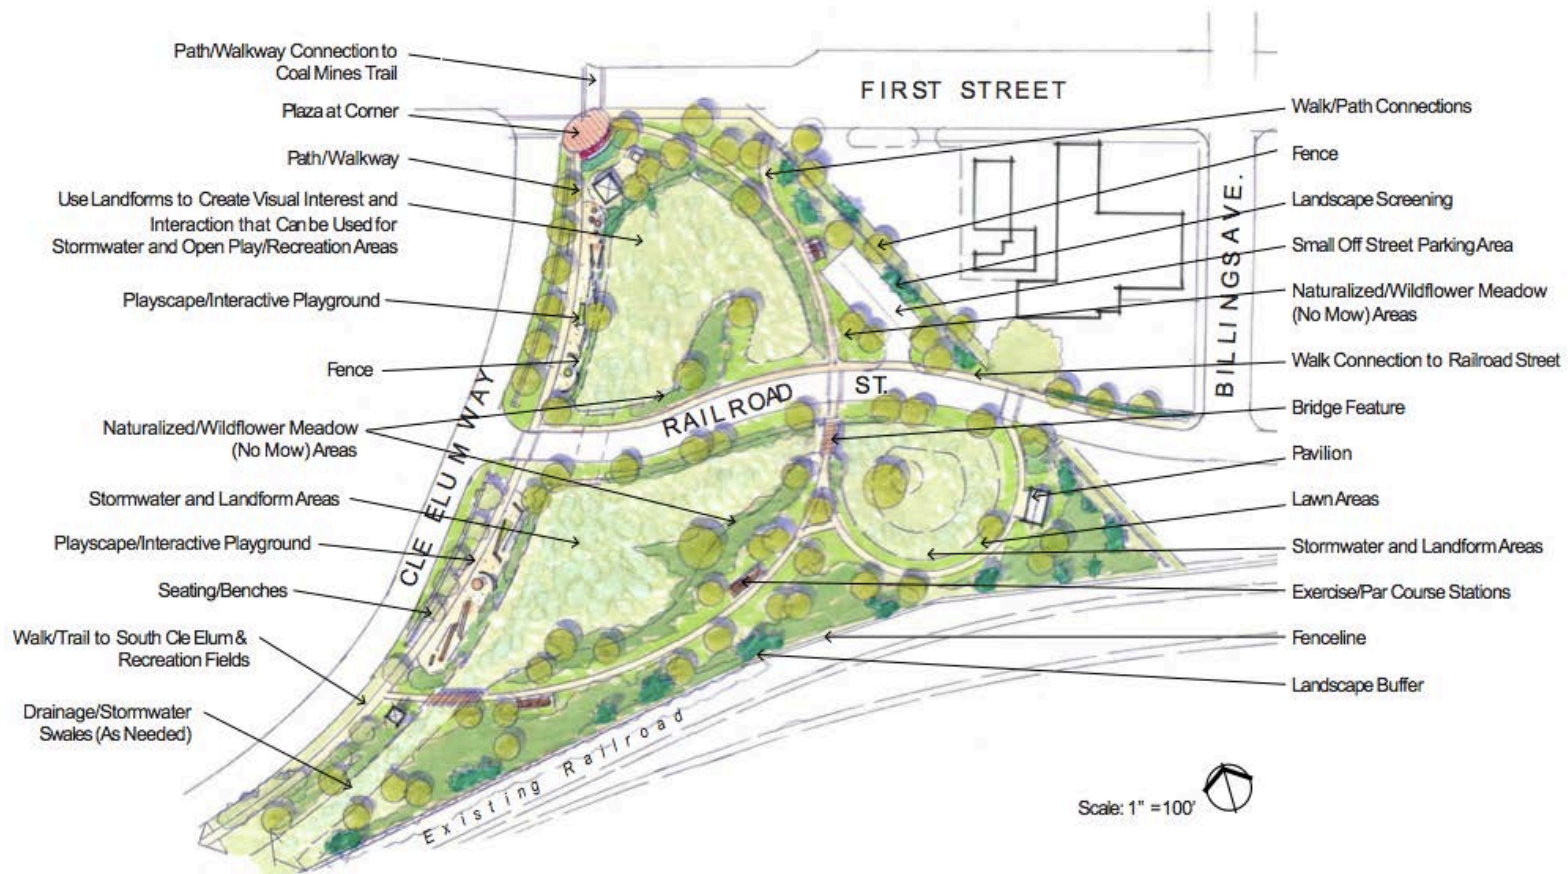 Path/Walkway Connection to
Coal Mines Trail
Plaza at Corner
Path/Walkway
Use Landforms to Create Visual Interest and
Interaction that Can be Used for
Stormwater and Open Play/Recreation Areas
Playscape/Interactive Playground
Fence
Naturalized/Wildflower Meadow
(No Mow) Areas
Stormwater and Landform Areas
Playscape/Interactive Playground
Seating/Benches
Walk/Trail to South Cle Elum &
Recreation Fields
Drainage/Stormwater
Swales (As Needed)
FIRST STREET
CLE ELUM WAY
RAILROAD ST.
BILLINGS AVE.
Existing Railroad
Walk/Path Connections
Fence
Landscape Screening
Small Off Street Parking Area
Naturalized/Wildflower Meadow
(No Mow) Areas
Walk Connection to Railroad Street
Bridge Feature
Pavilion
Lawn Areas
Stormwater and Landform Areas
Exercise/Par Course Stations
Fenceline
Landscape Buffer
Scale: 1" =100'